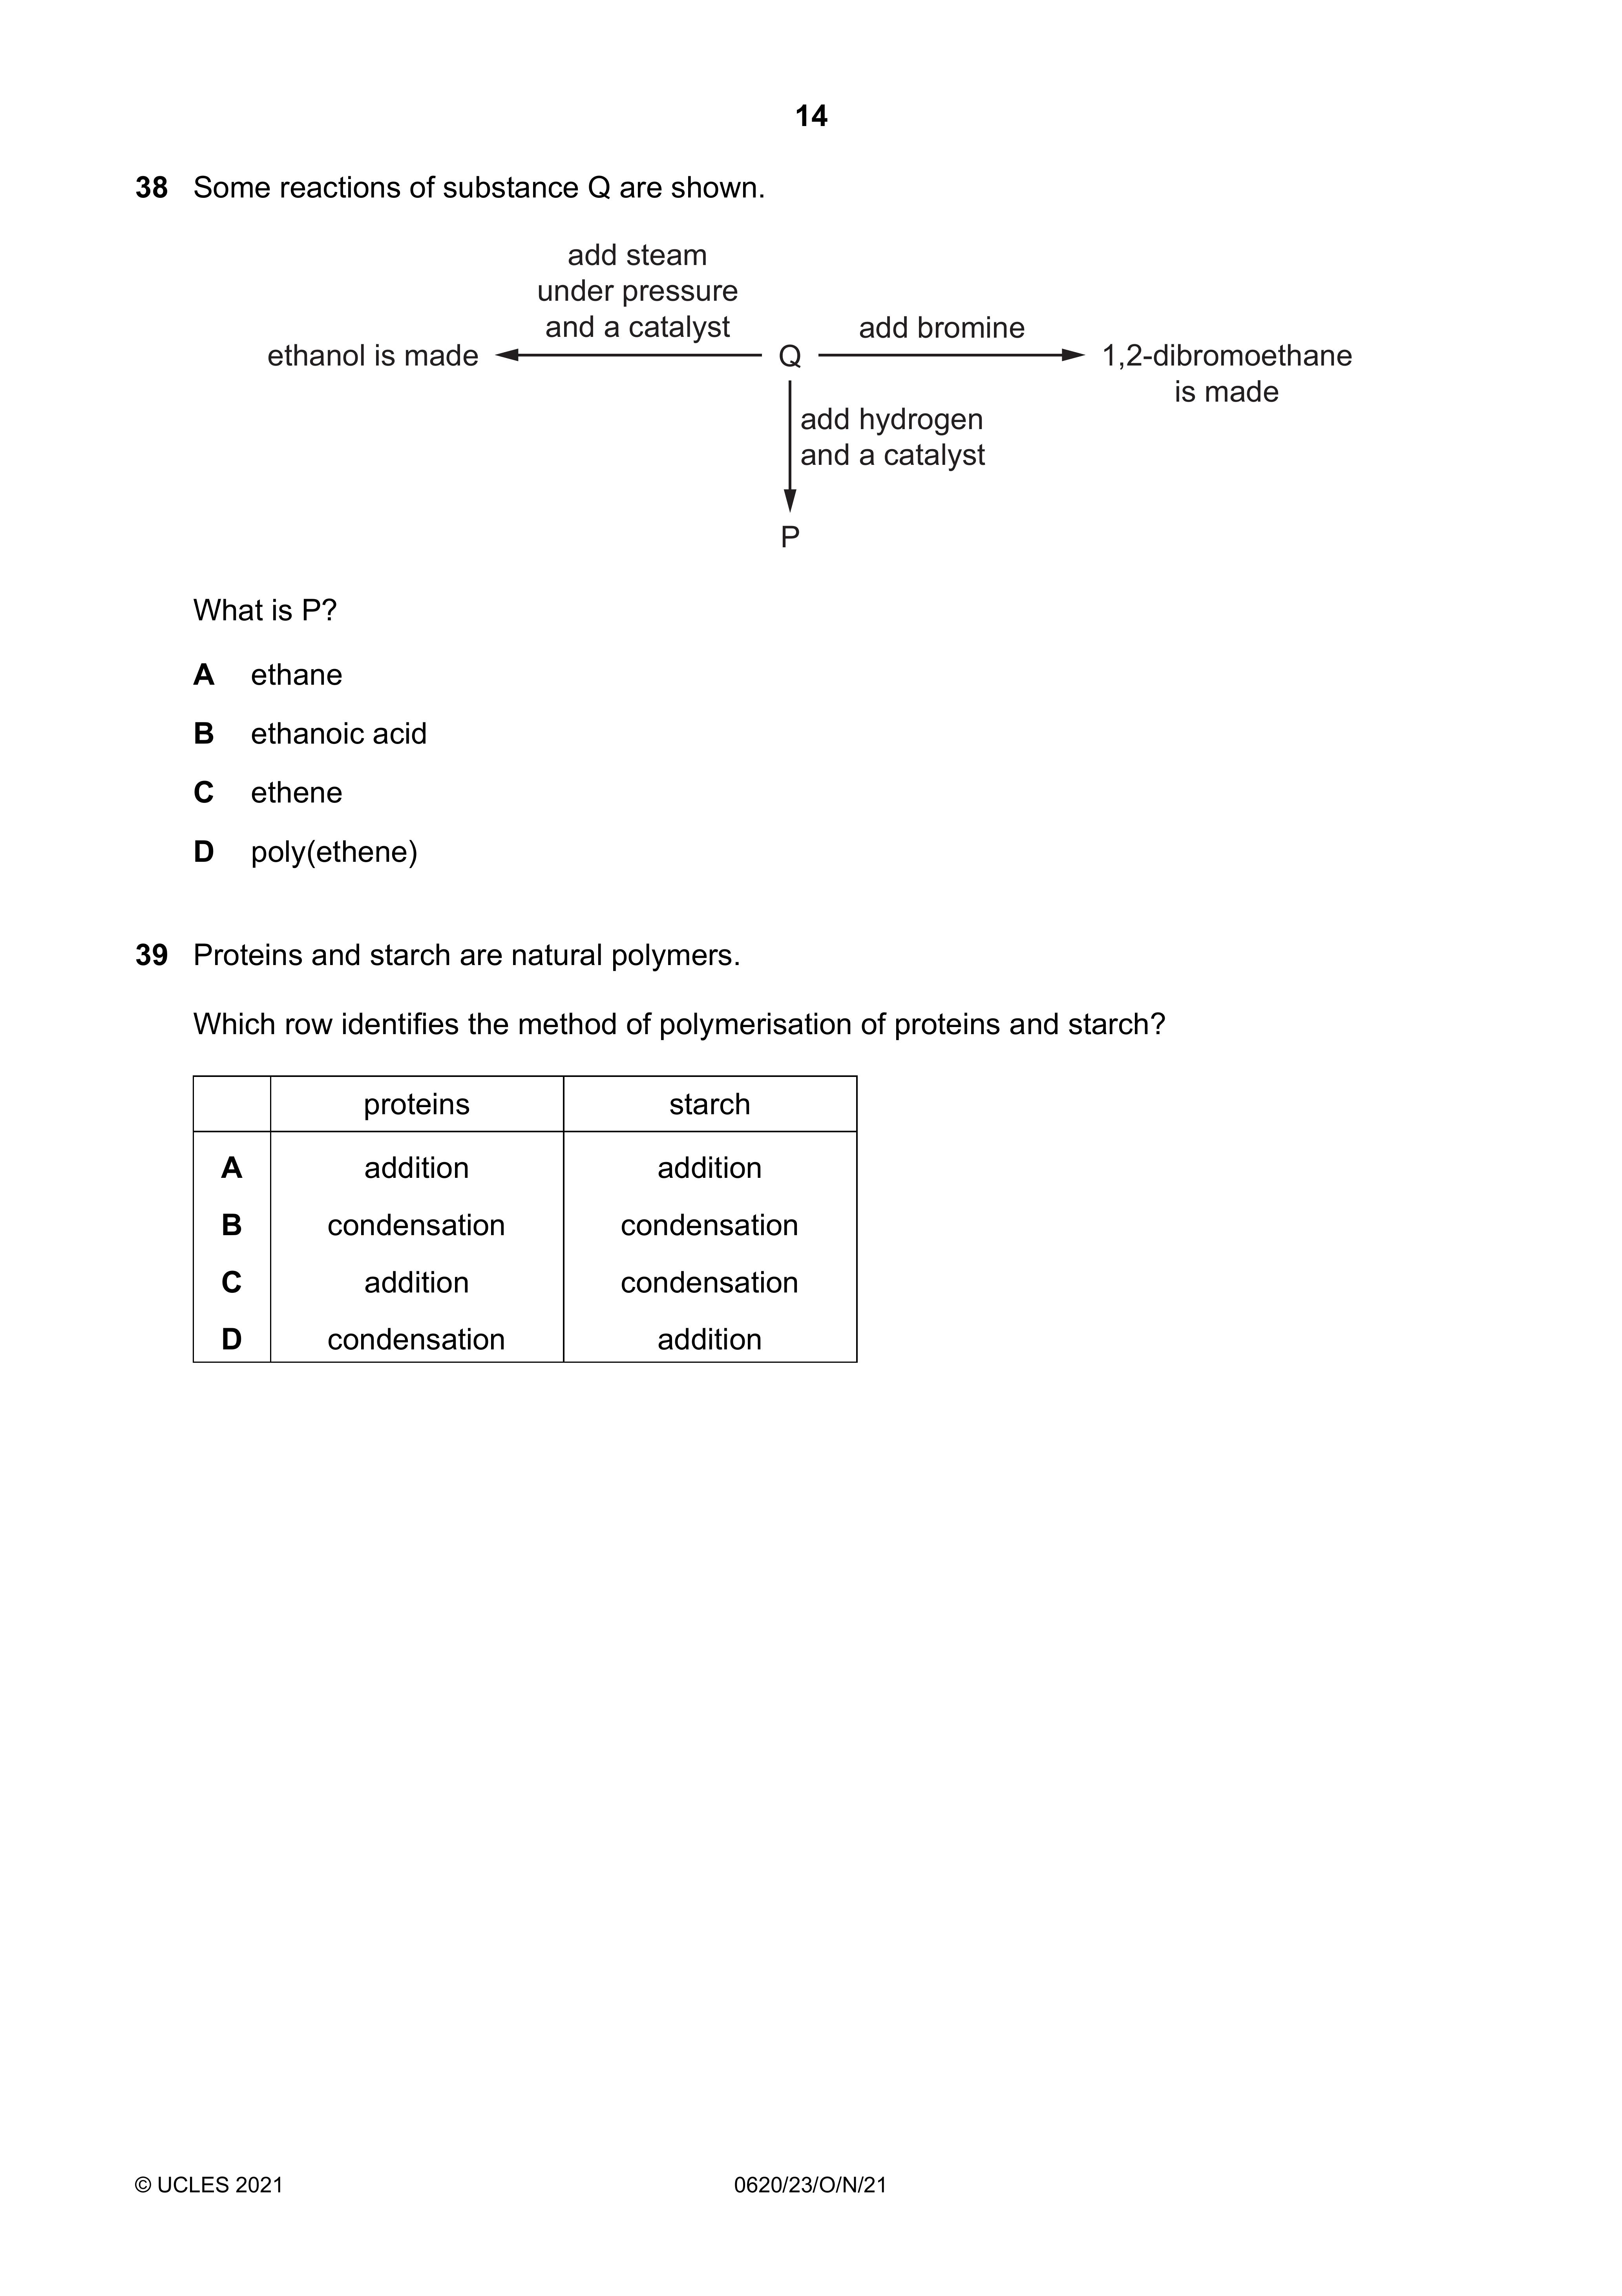 14
38 Some reactions of substance Q are shown.
add steam
under pressure
and a catalyst
add bromine
ethanol is made
Q
1,2-dibromoethane
is made
add hydrogen
and a catalyst
P
What is P?
A ethane
B ethanoic acid
C ethene
D poly(ethene)
39 Proteins and starch are natural polymers.
Which row identifies the method of polymerisation of proteins and starch?
proteins starch
A addition addition
B condensation condensation
C addition condensation
D condensation addition
© UCLES 2021 0620/23/O/N/21